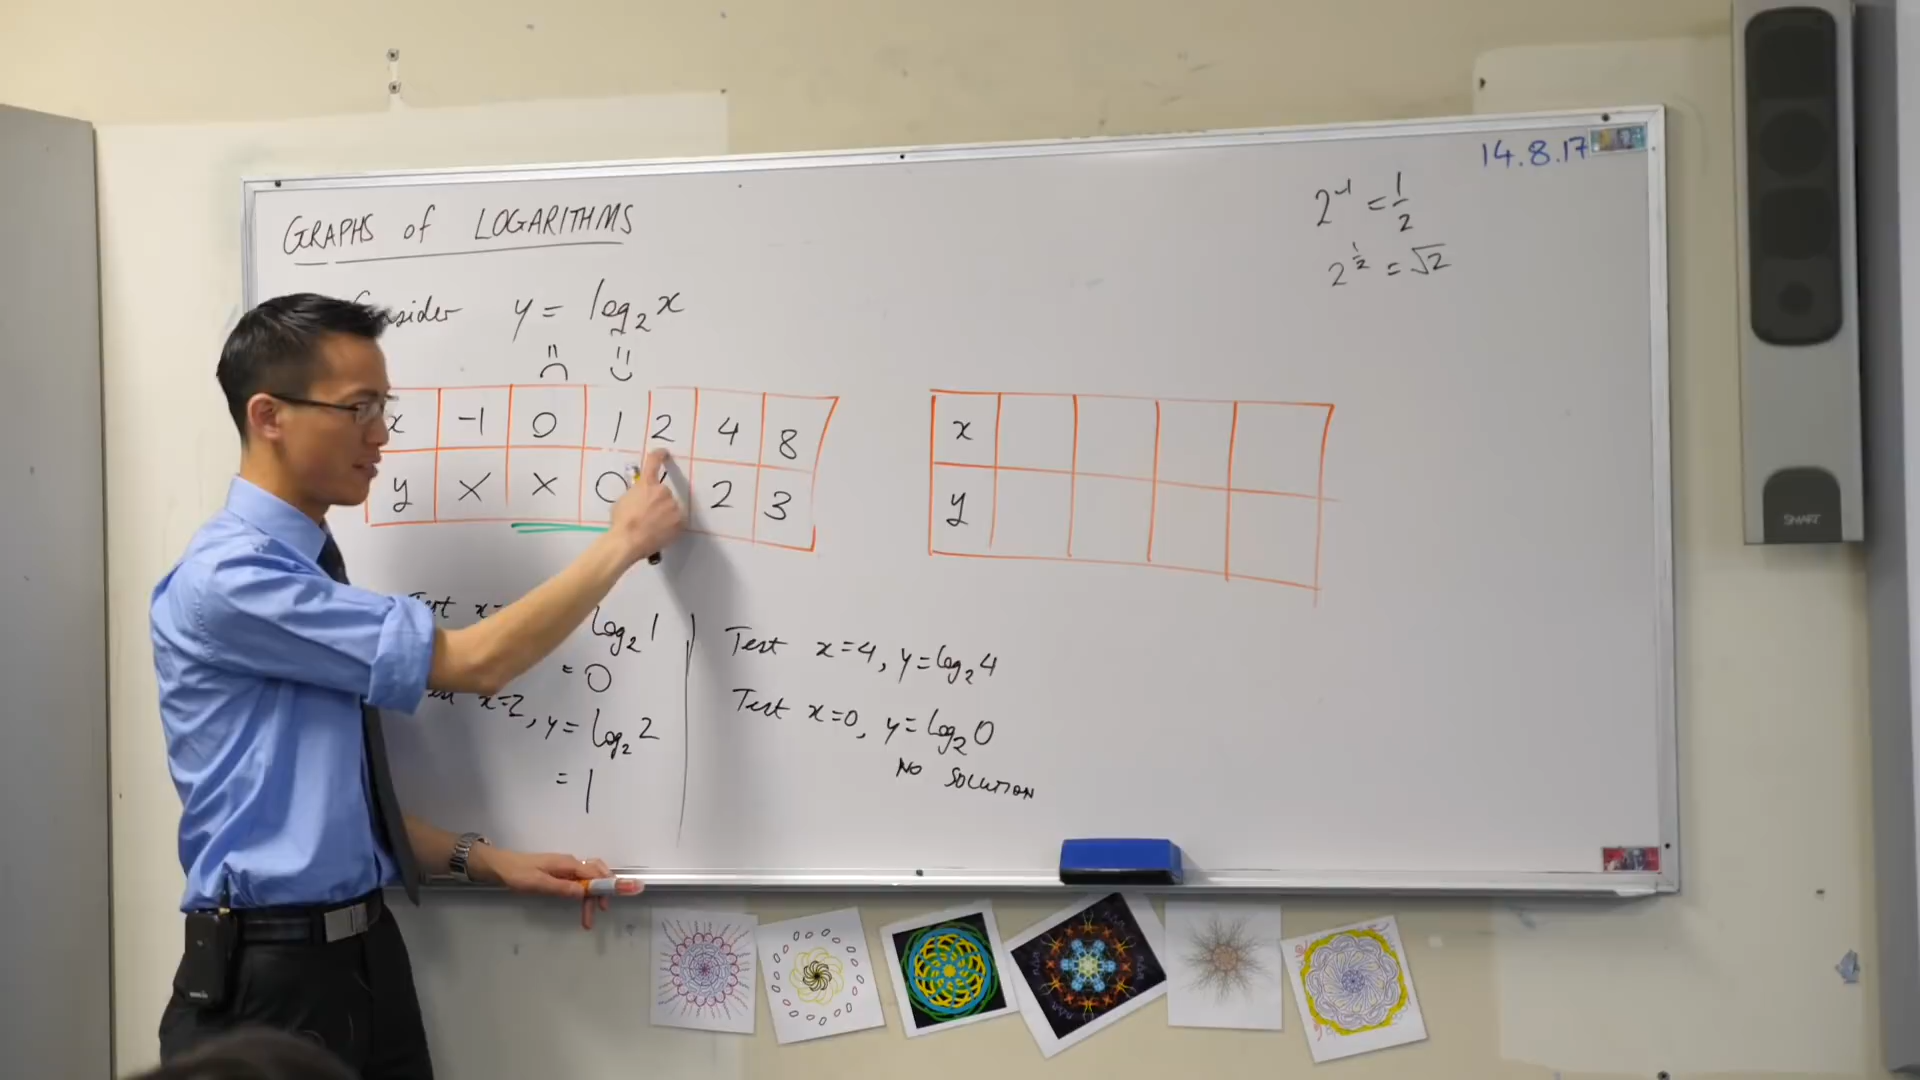 14.8.17
GRAPHS of LOGARITHMS
y = log₂x
x -1 0 1 2 4 8
y × × 0 2 3
log₂1
= 0
x=2, y = log₂2
= 1
Test x=4, y=log₂4
Test x=0, y=log₂0
NO SOLUTION
x
y
2⁻¹ = 1/2
2^½ = √2
SMART